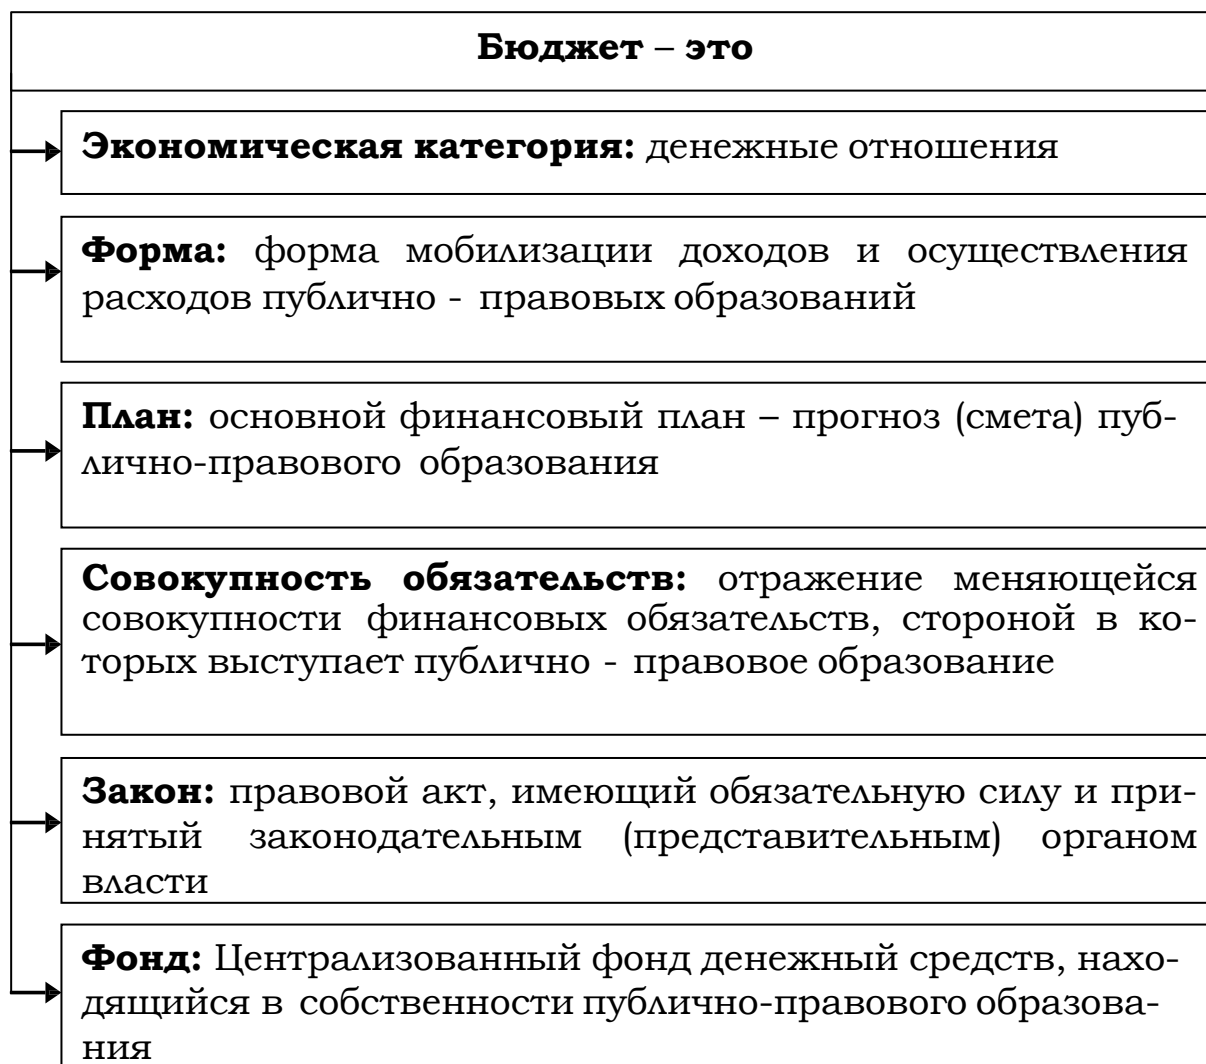 Бюджет – это
Экономическая категория: денежные отношения
Форма: форма мобилизации доходов и осуществления
расходов публично - правовых образований
План: основной финансовый план – прогноз (смета) пуб-
лично-правового образования
Совокупность обязательств: отражение меняющейся
совокупности финансовых обязательств, стороной в ко-
торых выступает публично - правовое образование
Закон: правовой акт, имеющий обязательную силу и при-
нятый законодательным (представительным) органом
власти
Фонд: Централизованный фонд денежный средств, нахо-
дящийся в собственности публично-правового образова-
ния